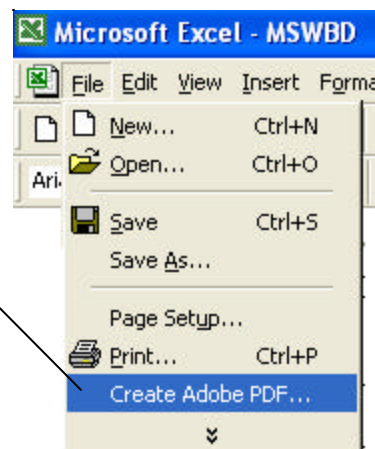 Microsoft Excel - MSWBD
File Edit View Insert Forma
New... Ctrl+N
Open... Ctrl+O
Ari
Save Ctrl+S
Save As...
Page Setup...
Print... Ctrl+P
Create Adobe PDF...